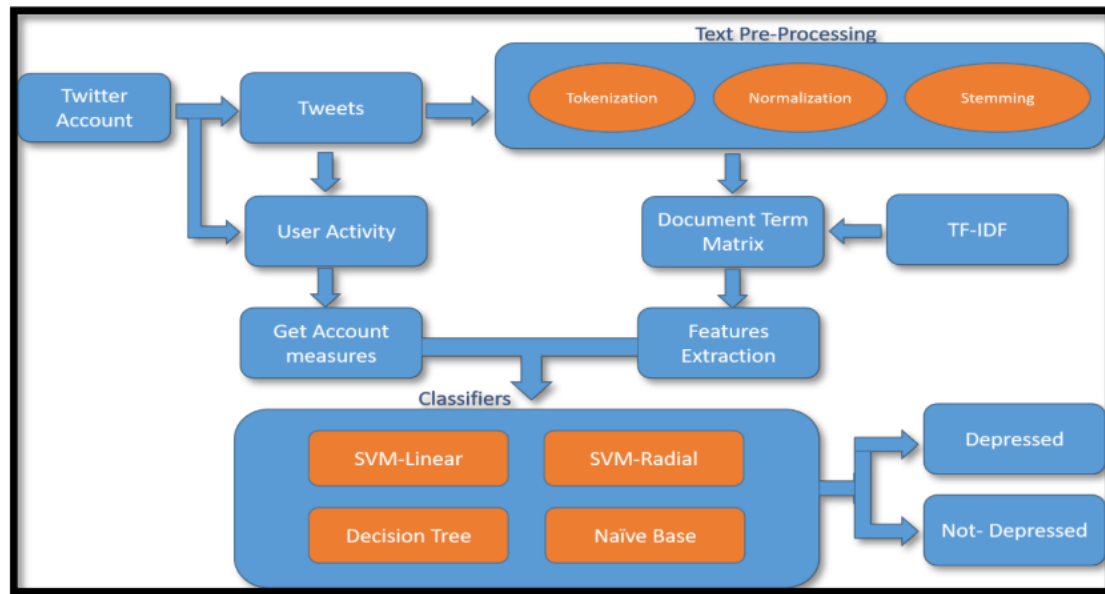 Text Pre-Processing
Twitter
Account
Tweets
Tokenization
Normalization
Stemming
User Activity
Document Term
Matrix
TF-IDF
Get Account
measures
Features
Extraction
Classifiers
SVM-Linear
SVM-Radial
Decision Tree
Naïve Base
Depressed
Not- Depressed